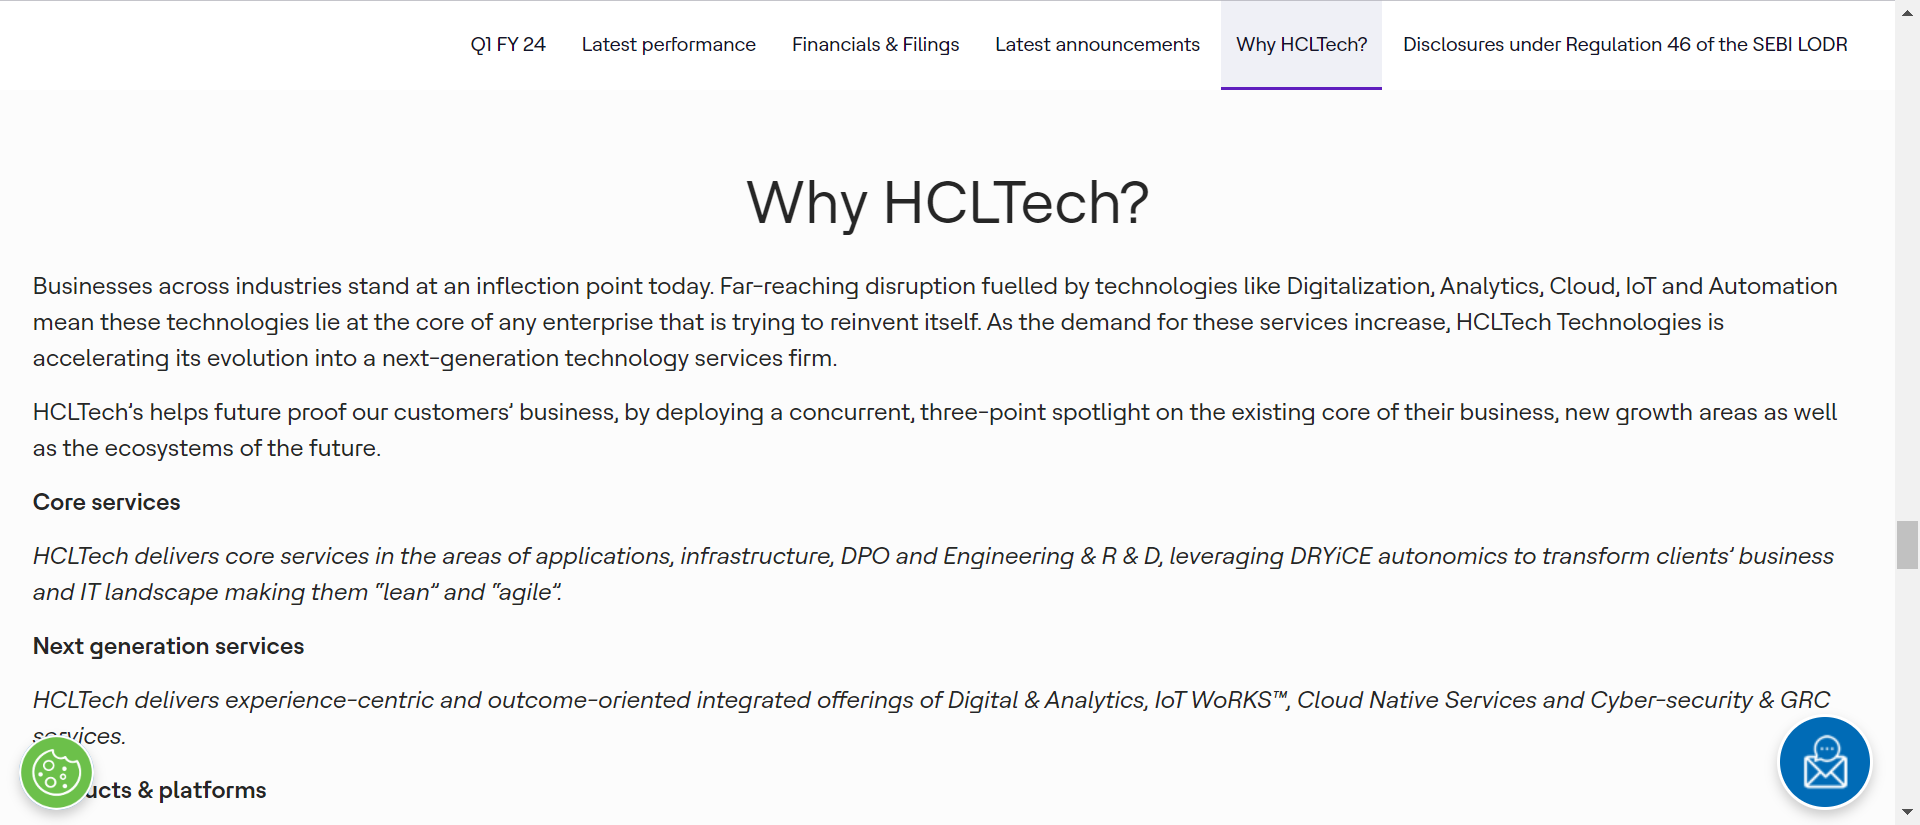 Q1 FY 24 Latest performance Financials & Filings Latest announcements Why HCLTech? Disclosures under Regulation 46 of the SEBI LODR
Why HCLTech?
Businesses across industries stand at an inflection point today. Far-reaching disruption fuelled by technologies like Digitalization, Analytics, Cloud, IoT and Automation
mean these technologies lie at the core of any enterprise that is trying to reinvent itself. As the demand for these services increase, HCLTech Technologies is
accelerating its evolution into a next-generation technology services firm.
HCLTech’s helps future proof our customers’ business, by deploying a concurrent, three-point spotlight on the existing core of their business, new growth areas as well
as the ecosystems of the future.
Core services
HCLTech delivers core services in the areas of applications, infrastructure, DPO and Engineering & R & D, leveraging DRYiCE autonomics to transform clients’ business
and IT landscape making them “lean” and “agile”.
Next generation services
HCLTech delivers experience-centric and outcome-oriented integrated offerings of Digital & Analytics, IoT WoRKS™, Cloud Native Services and Cyber-security & GRC
services.
& platforms